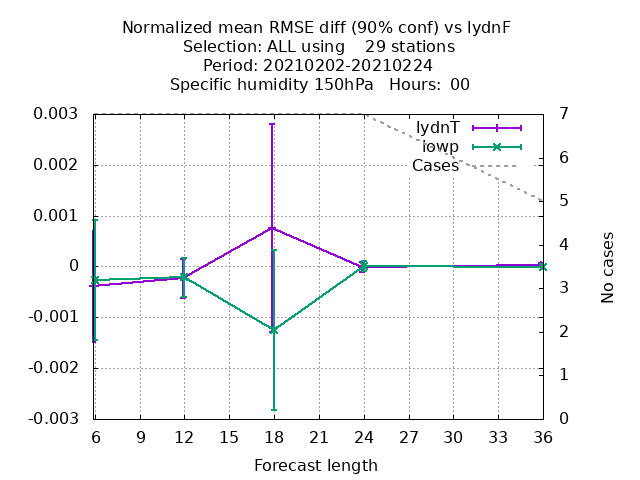 Normalized mean RMSE diff (90% conf) vs lydnF
Selection: ALL using    29 stations
Period: 20210202-20210224
Specific humidity 150hPa   Hours:  00
0.003
0.002
0.001
0
-0.001
-0.002
-0.003
lydnT
iowp
Cases
7
6
5
4
3
2
1
0
No cases
6 9 12 15 18 21 24 27 30 33 36
Forecast length